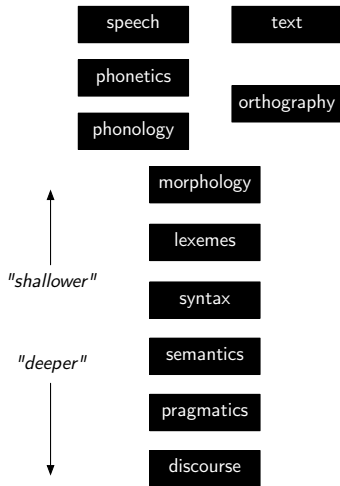 speech
text
phonetics
orthography
phonology
morphology
lexemes
"shallower"
syntax
"deeper"
semantics
pragmatics
discourse